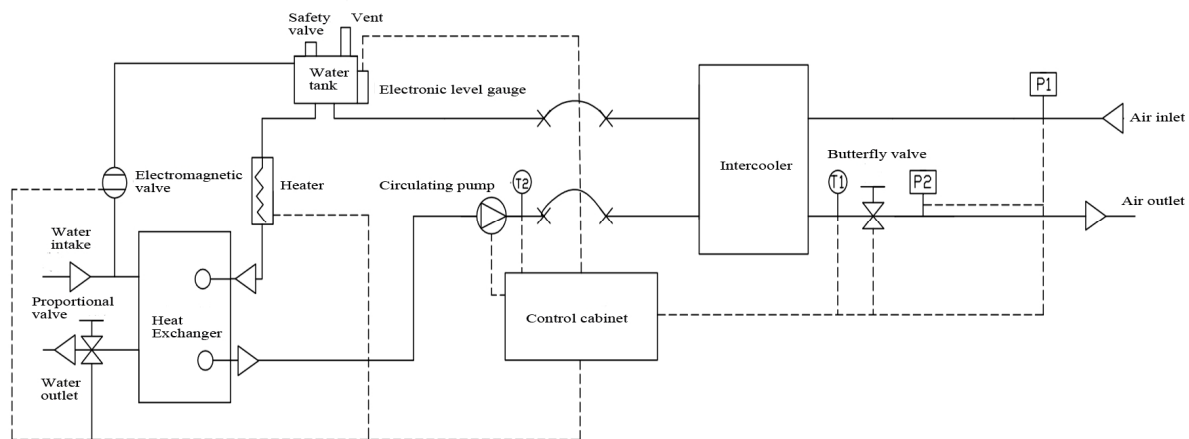 Safety
valve
Vent
Water
tank
Electronic level gauge
P1
Air inlet
Electromagnetic
valve
Heater
Circulating pump
T2
Intercooler
Butterfly valve
T1
P2
Air outlet
Water
intake
Proportional
valve
Heat
Exchanger
Control cabinet
Water
outlet